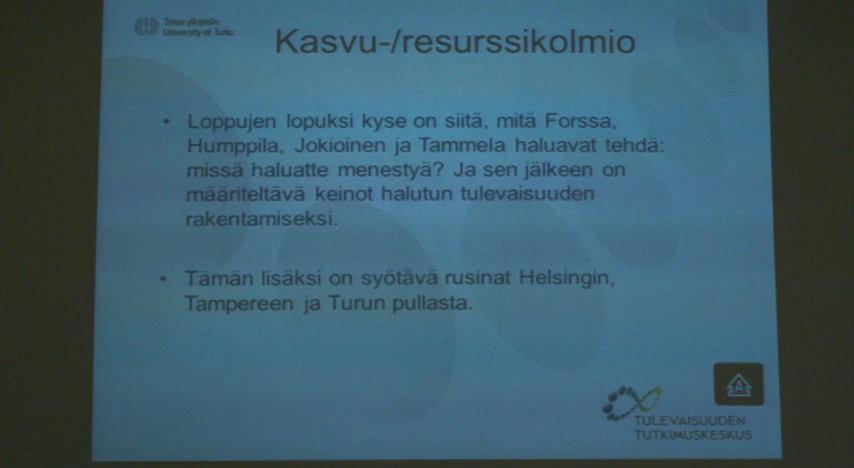 Turun yliopisto
University of Turku
Kasvu-/resurssikolmio
• Loppujen lopuksi kyse on siitä, mitä Forssa,
Humppila, Jokioinen ja Tammela haluavat tehdä:
missä haluatte menestyä? Ja sen jälkeen on
määriteltävä keinot halutun tulevaisuuden
rakentamiseksi.
• Tämän lisäksi on syötävä rusinat Helsingin,
Tampereen ja Turun pullasta.
A
TULEVAISUUDEN
TUTKIMUSKESKUS